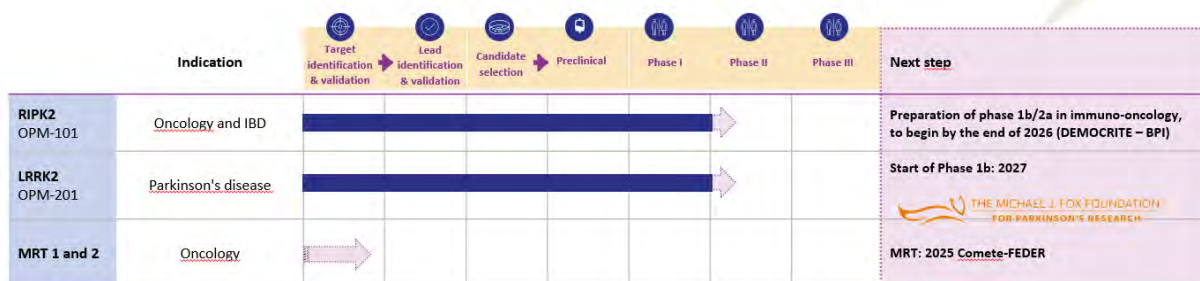 Indication
Target
identification
& validation
Lead
identification
& validation
Candidate
selection
Preclinical
Phase I
Phase II
Phase III
Next step
RIPK2
OPM-101
Oncology and IBD
Preparation of phase 1b/2a in immuno-oncology,
to begin by the end of 2026 (DEMOCRITE – BPI)
LRRK2
OPM-201
Parkinson's disease
Start of Phase 1b: 2027
THE MICHAEL J. FOX FOUNDATION
FOR PARKINSON'S RESEARCH
MRT 1 and 2
Oncology
MRT: 2025 Comete-FEDER